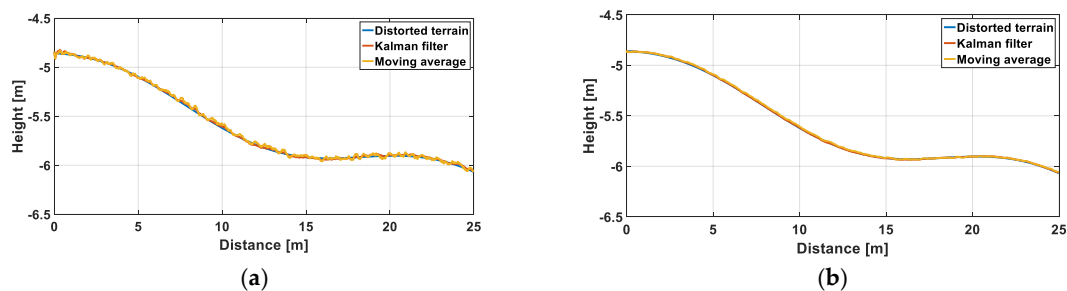 -4.5
-5
-5.5
-6
-6.5
Height [m]
0 5 10 15 20 25
Distance [m]
Distorted terrain
Kalman filter
Moving average
(a)
-4.5
-5
-5.5
-6
-6.5
Height [m]
0 5 10 15 20 25
Distance [m]
Distorted terrain
Kalman filter
Moving average
(b)